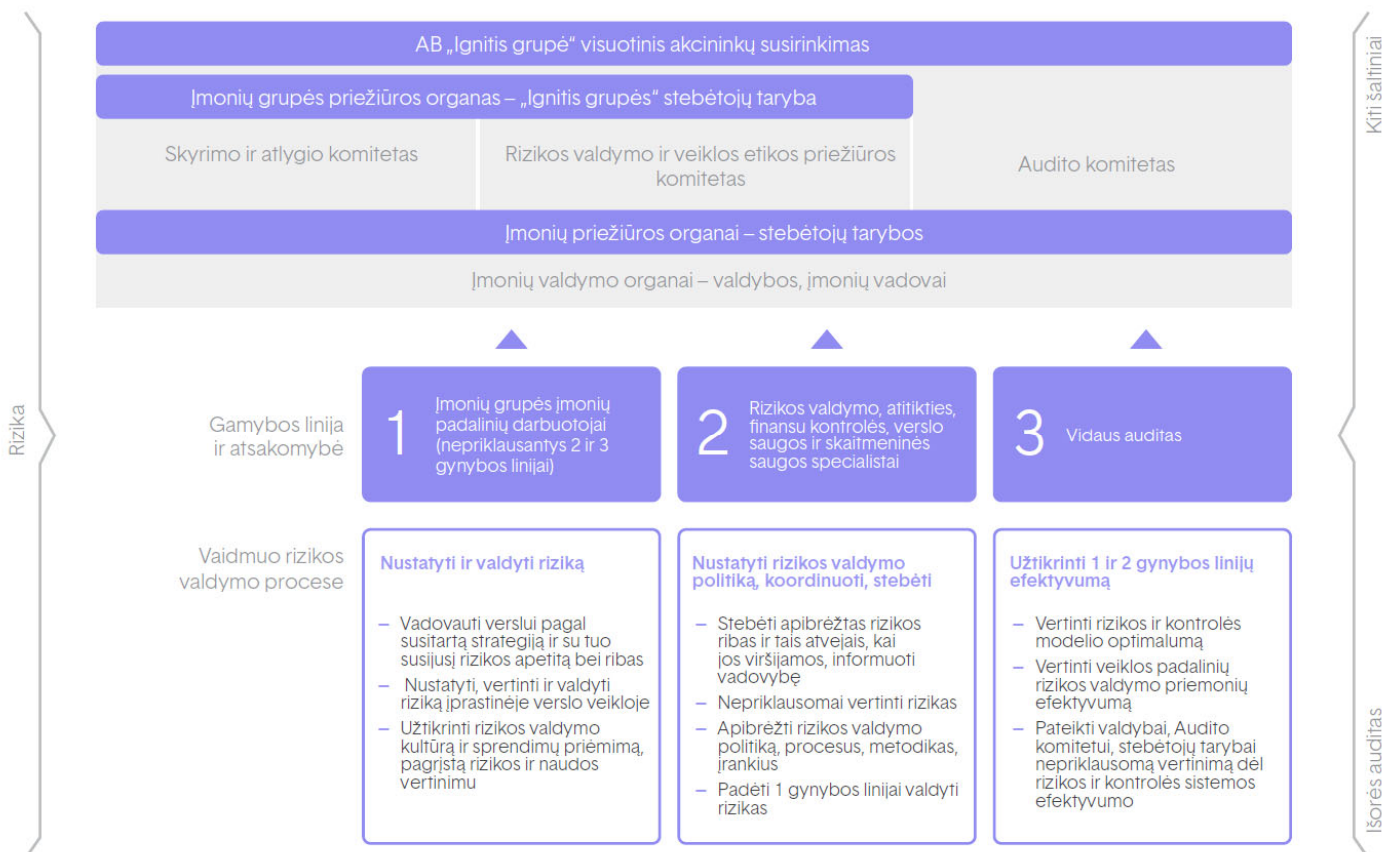 AB „Ignitis grupė“ visuotinis akcininkų susirinkimas
Įmonių grupės priežiūros organas – „Ignitis grupės“ stebėtojų taryba
Skyrimo ir atlygio komitetas
Rizikos valdymo ir veiklos etikos priežiūros
komitetas
Audito komitetas
Įmonių priežiūros organai – stebėtojų tarybos
Įmonių valdymo organai – valdybos, įmonių vadovai
Rizika
Kiti šaltiniai
Išorės auditas
Gamybos linija
ir atsakomybė
1
Įmonių grupės įmonių
padalinių darbuotojai
(nepriklausantys 2 ir 3
gynybos linijai)
2
Rizikos valdymo, atitikties,
finansu kontrolės, verslo
saugos ir skaitmeninės
saugos specialistai
3
Vidaus auditas
Vaidmuo rizikos
valdymo procese
Nustatyti ir valdyti riziką
– Vadovauti verslui pagal
susitartą strategiją ir su tuo
susijusį rizikos apetitą bei ribas
– Nustatyti, vertinti ir valdyti
riziką įprastinėje verslo veikloje
– Užtikrinti rizikos valdymo
kultūrą ir sprendimų priėmimą,
pagrįstą rizikos ir naudos
vertinimu
Nustatyti rizikos valdymo
politiką, koordinuoti, stebėti
– Stebėti apibrėžtas rizikos
ribas ir tais atvejais, kai
jos viršijamos, informuoti
vadovybę
– Nepriklausomai vertinti rizikas
– Apibrėžti rizikos valdymo
politiką, procesus, metodikas,
įrankius
– Padėti 1 gynybos linijai valdyti
rizikas
Užtikrinti 1 ir 2 gynybos linijų
efektyvumą
– Vertinti rizikos ir kontrolės
modelio optimalumą
– Vertinti veiklos padalinių
rizikos valdymo priemonių
efektyvumą
– Pateikti valdybai, Audito
komitetui, stebėtojų tarybai
nepriklausomą vertinimą dėl
rizikos ir kontrolės sistemos
efektyvumo